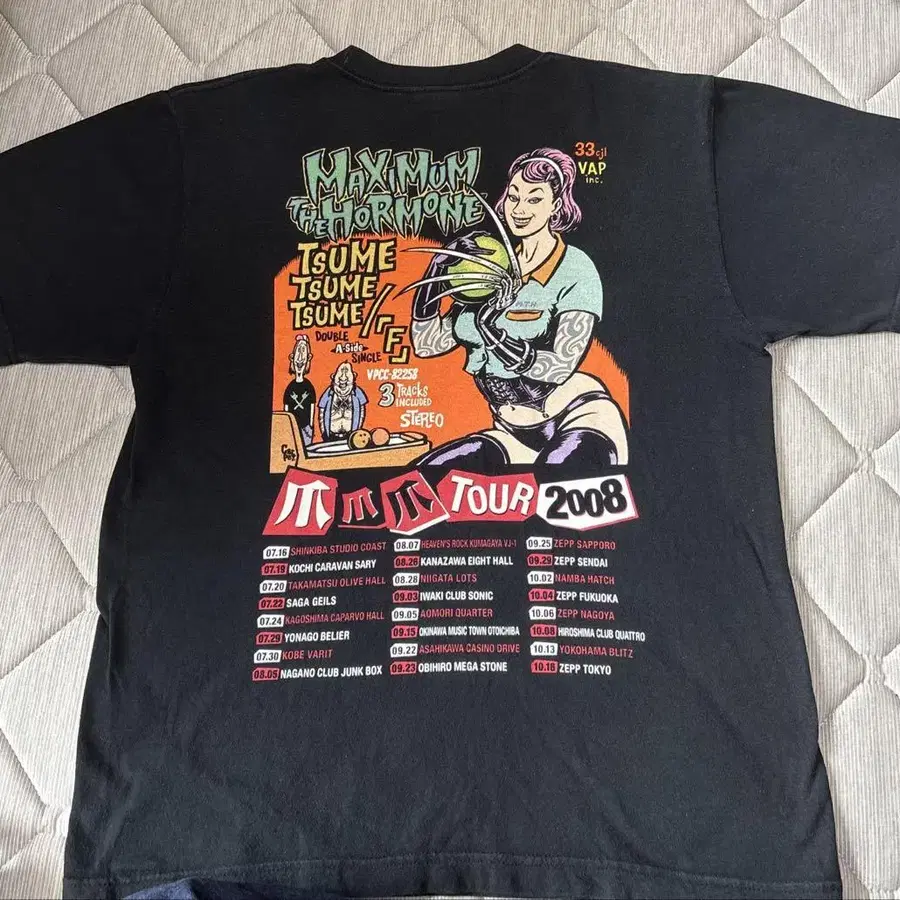 MAXIMUM
THE HORMONE
33cjl
VAP
inc.
TSUME
TSUME
TSUME/「F」
DOUBLE
A-Side
SINGLE
VPCC-82258
3 TRACKS
INCLUDED
STEREO
TOUR 2008
07.16 SHINKIBA STUDIO COAST
07.19 KOCHI CARAVAN SARY
07.20 TAKAMATSU OLIVE HALL
07.22 SAGA GEILS
07.24 KAGOSHIMA CAPARVO HALL
07.29 YONAGO BELIER
07.30 KOBE VARIT
08.05 NAGANO CLUB JUNK BOX
08.07 HEAVEN'S ROCK KUMAGAYA VJ-1
08.26 KANAZAWA EIGHT HALL
08.28 NIIGATA LOTS
09.03 IWAKI CLUB SONIC
09.05 AOMORI QUARTER
09.15 OKINAWA MUSIC TOWN OTOICHIBA
09.22 ASAHIKAWA CASINO DRIVE
09.23 OBIHIRO MEGA STONE
09.25 ZEPP SAPPORO
09.29 ZEPP SENDAI
10.02 NAMBA HATCH
10.04 ZEPP FUKUOKA
10.06 ZEPP NAGOYA
10.08 HIROSHIMA CLUB QUATTRO
10.13 YOKOHAMA BLITZ
10.16 ZEPP TOKYO